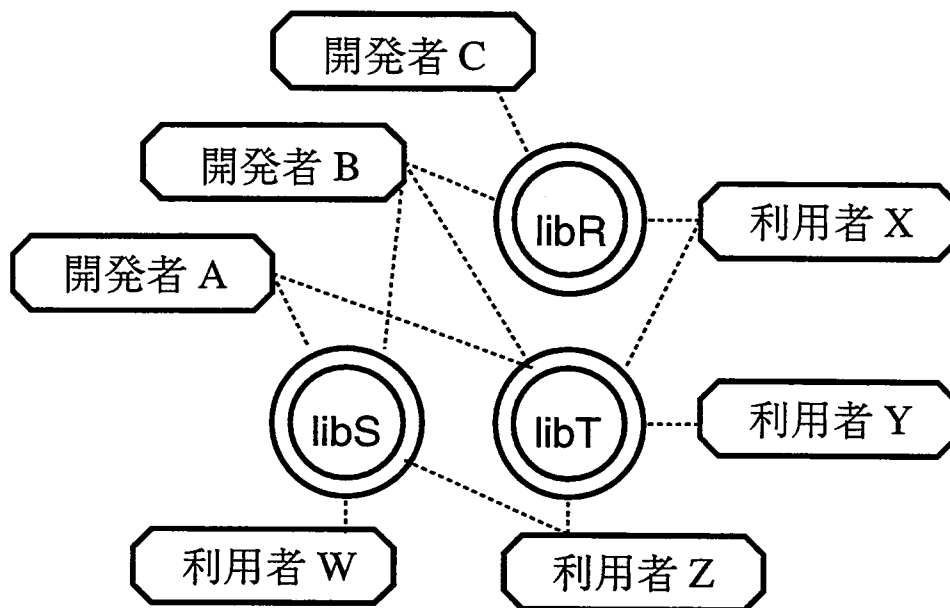 開発者 C
開発者 B
libR
利用者 X
開発者 A
libS
libT
利用者 Y
利用者 W
利用者 Z